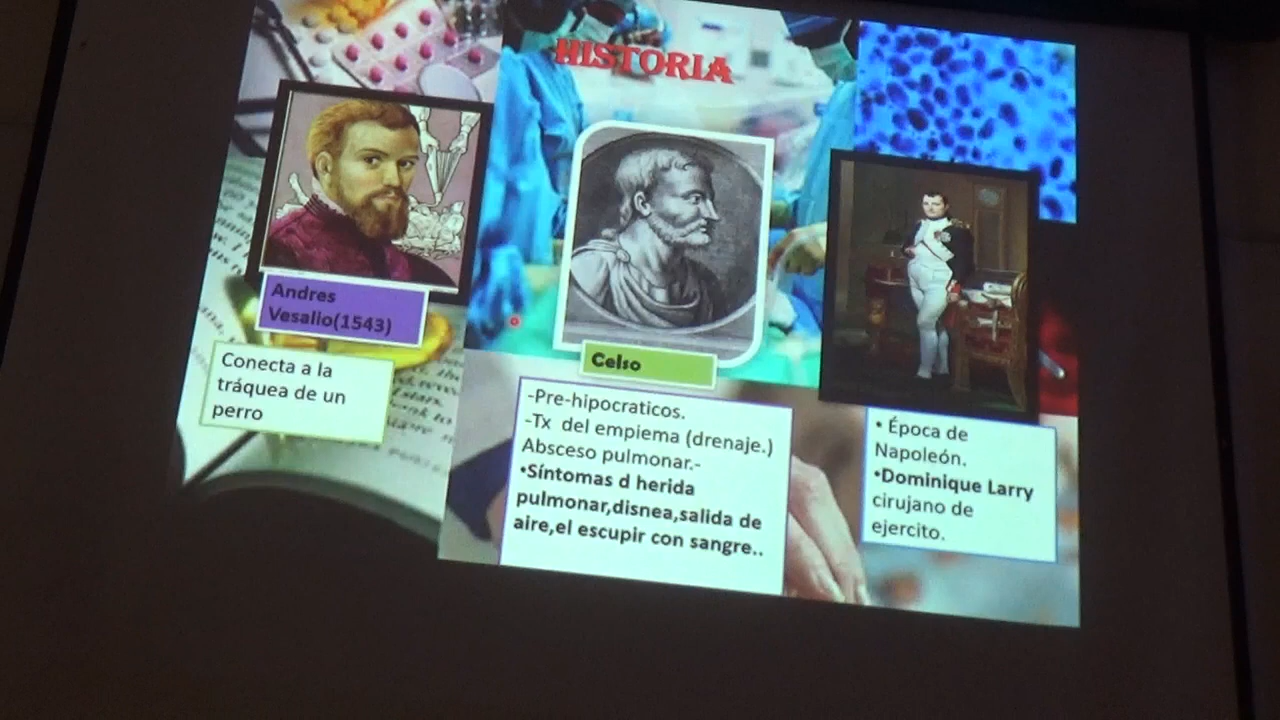 HISTORIA
Andres
Vesalio(1543)
Conecta a la
tráquea de un
perro
Celso
-Pre-hipocraticos.
-Tx del empiema (drenaje.)
Absceso pulmonar.-
•Síntomas d herida
pulmonar,disnea,salida de
aire,el escupir con sangre..
• Época de
Napoleón.
•Dominique Larry
cirujano de
ejercito.